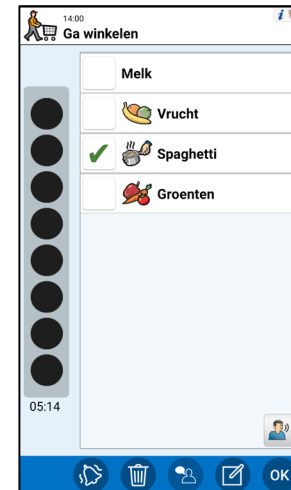 14:00
Ga winkelen
Melk
Vrucht
Spaghetti
Groenten
05:14
OK